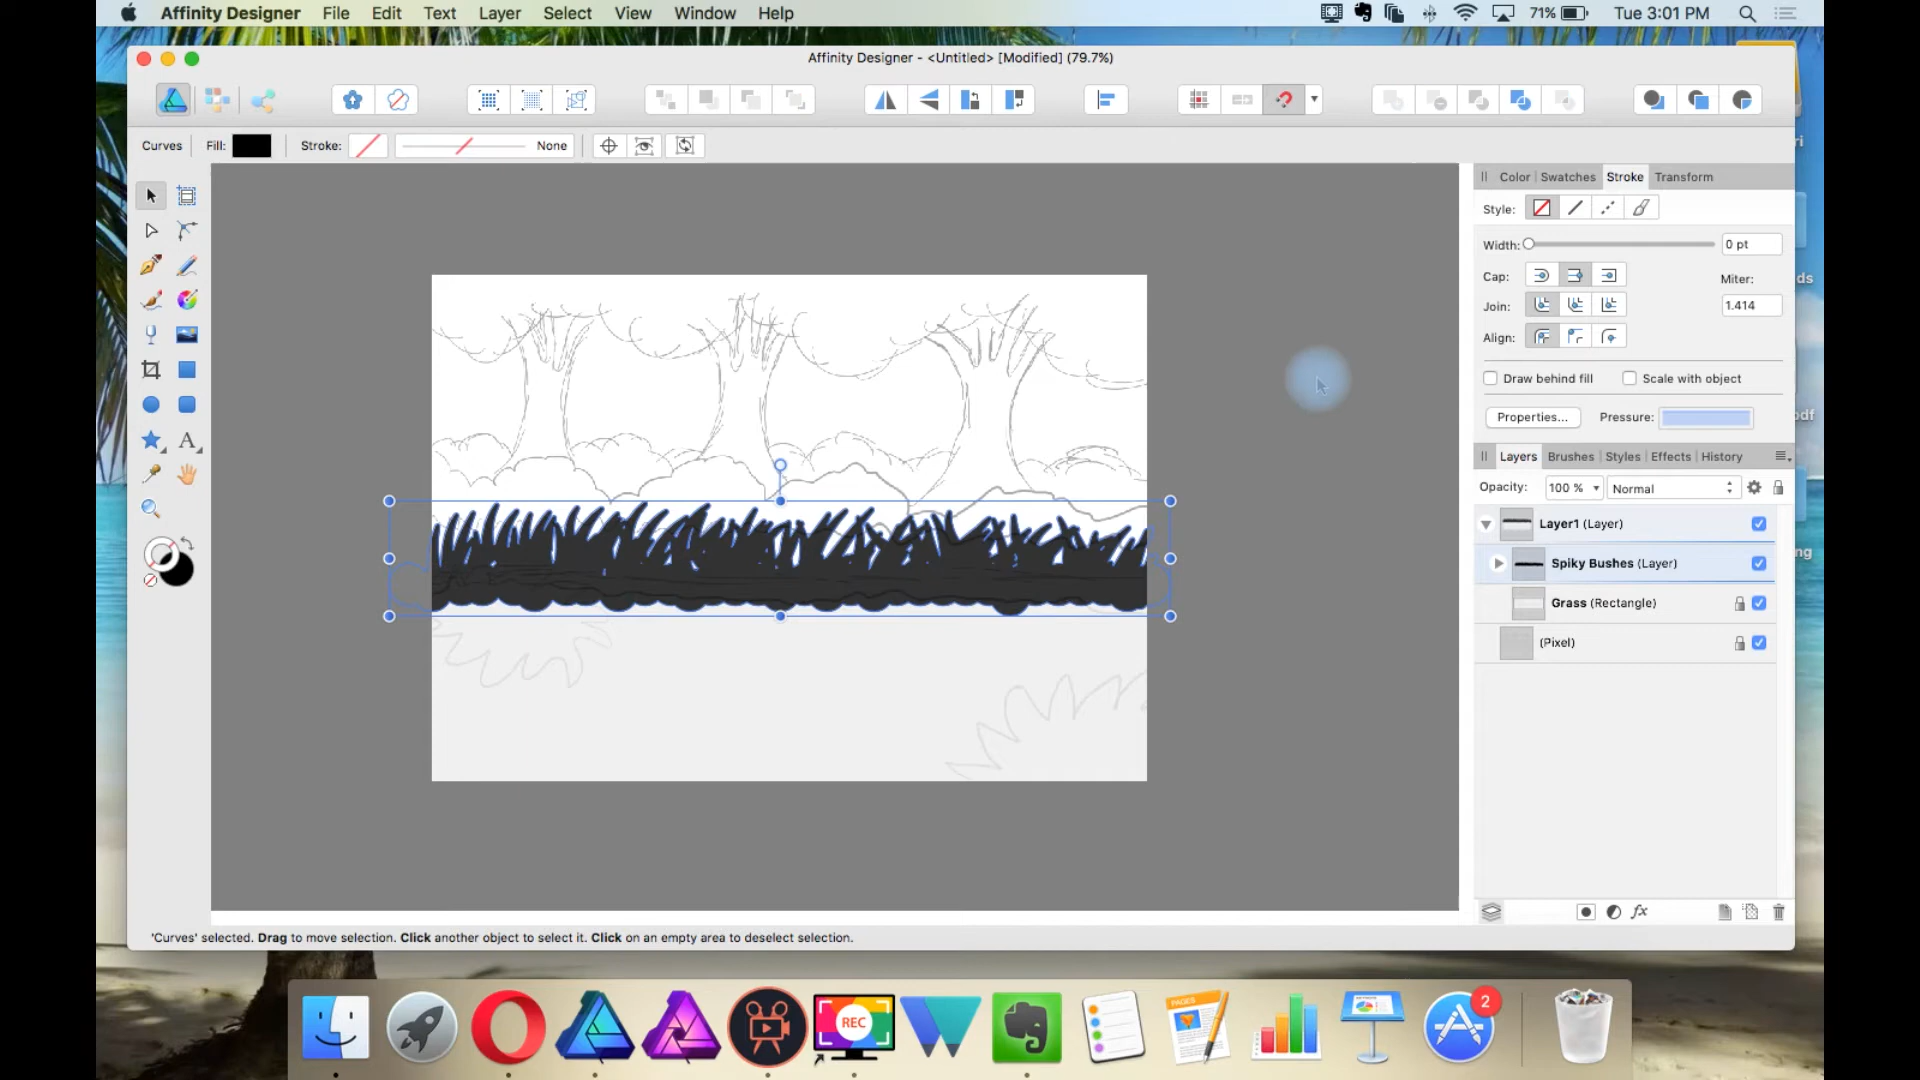 Affinity Designer File Edit Text Layer Select View Window Help 71% Tue 3:01 PM
Affinity Designer - <Untitled> [Modified] (79.7%)
Curves Fill: Stroke: None
Color Swatches Stroke Transform
Style:
Width: 0 pt
Cap: Miter:
Join: 1.414
Align:
Draw behind fill Scale with object
Properties... Pressure:
Layers Brushes Styles Effects History
Opacity: 100 % Normal
Layer1 (Layer)
Spiky Bushes (Layer)
Grass (Rectangle)
(Pixel)
A
fx
'Curves' selected. Drag to move selection. Click another object to select it. Click on an empty area to deselect selection.
REC
PAGES
2